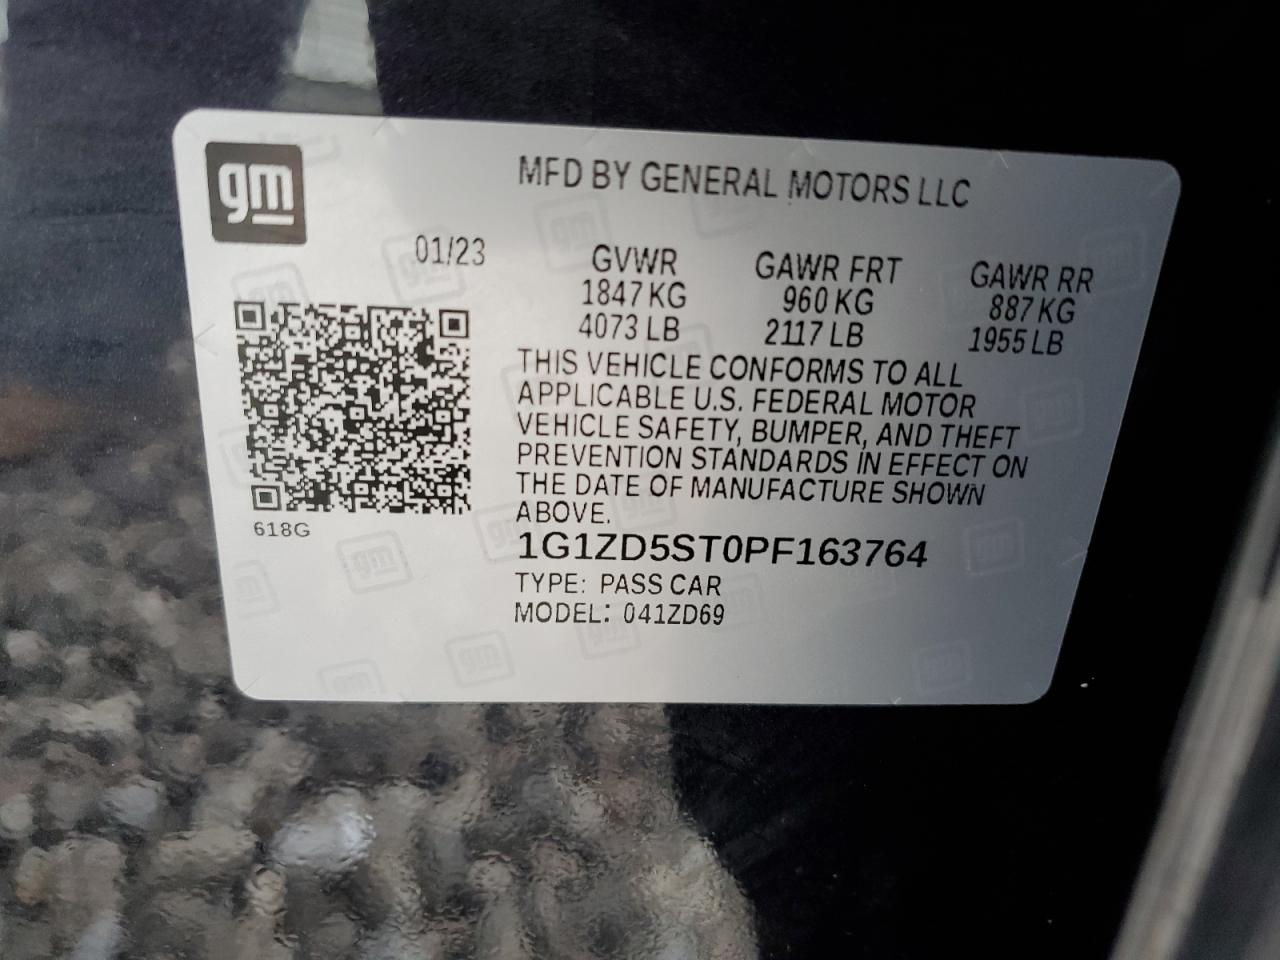 gm
MFD BY GENERAL MOTORS LLC
01/23 GVWR GAWR FRT GAWR RR
1847 KG 960 KG 887 KG
4073 LB 2117 LB 1955 LB
THIS VEHICLE CONFORMS TO ALL
APPLICABLE U.S. FEDERAL MOTOR
VEHICLE SAFETY, BUMPER, AND THEFT
PREVENTION STANDARDS IN EFFECT ON
THE DATE OF MANUFACTURE SHOWN
ABOVE.
618G
1G1ZD5ST0PF163764
TYPE: PASS CAR
MODEL: 041ZD69